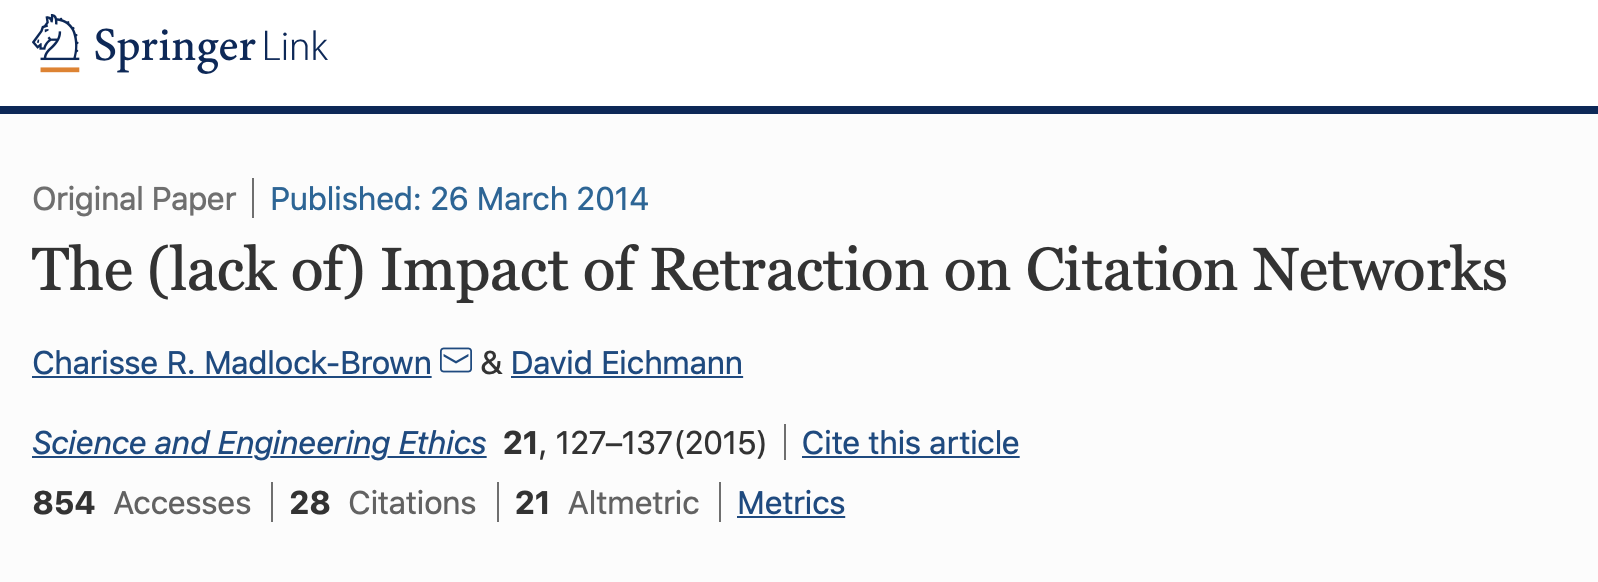 Springer Link
Original Paper | Published: 26 March 2014
The (lack of) Impact of Retraction on Citation Networks
Charisse R. Madlock-Brown & David Eichmann
Science and Engineering Ethics 21, 127–137(2015) | Cite this article
854 Accesses | 28 Citations | 21 Altmetric | Metrics